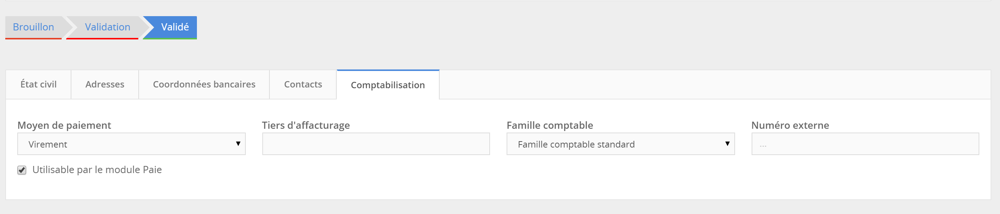 Brouillon Validation Validé
État civil Adresses Coordonnées bancaires Contacts Comptabilisation
Moyen de paiement Tiers d'affacturage Famille comptable Numéro externe
Virement Famille comptable standard ...
Utilisable par le module Paie